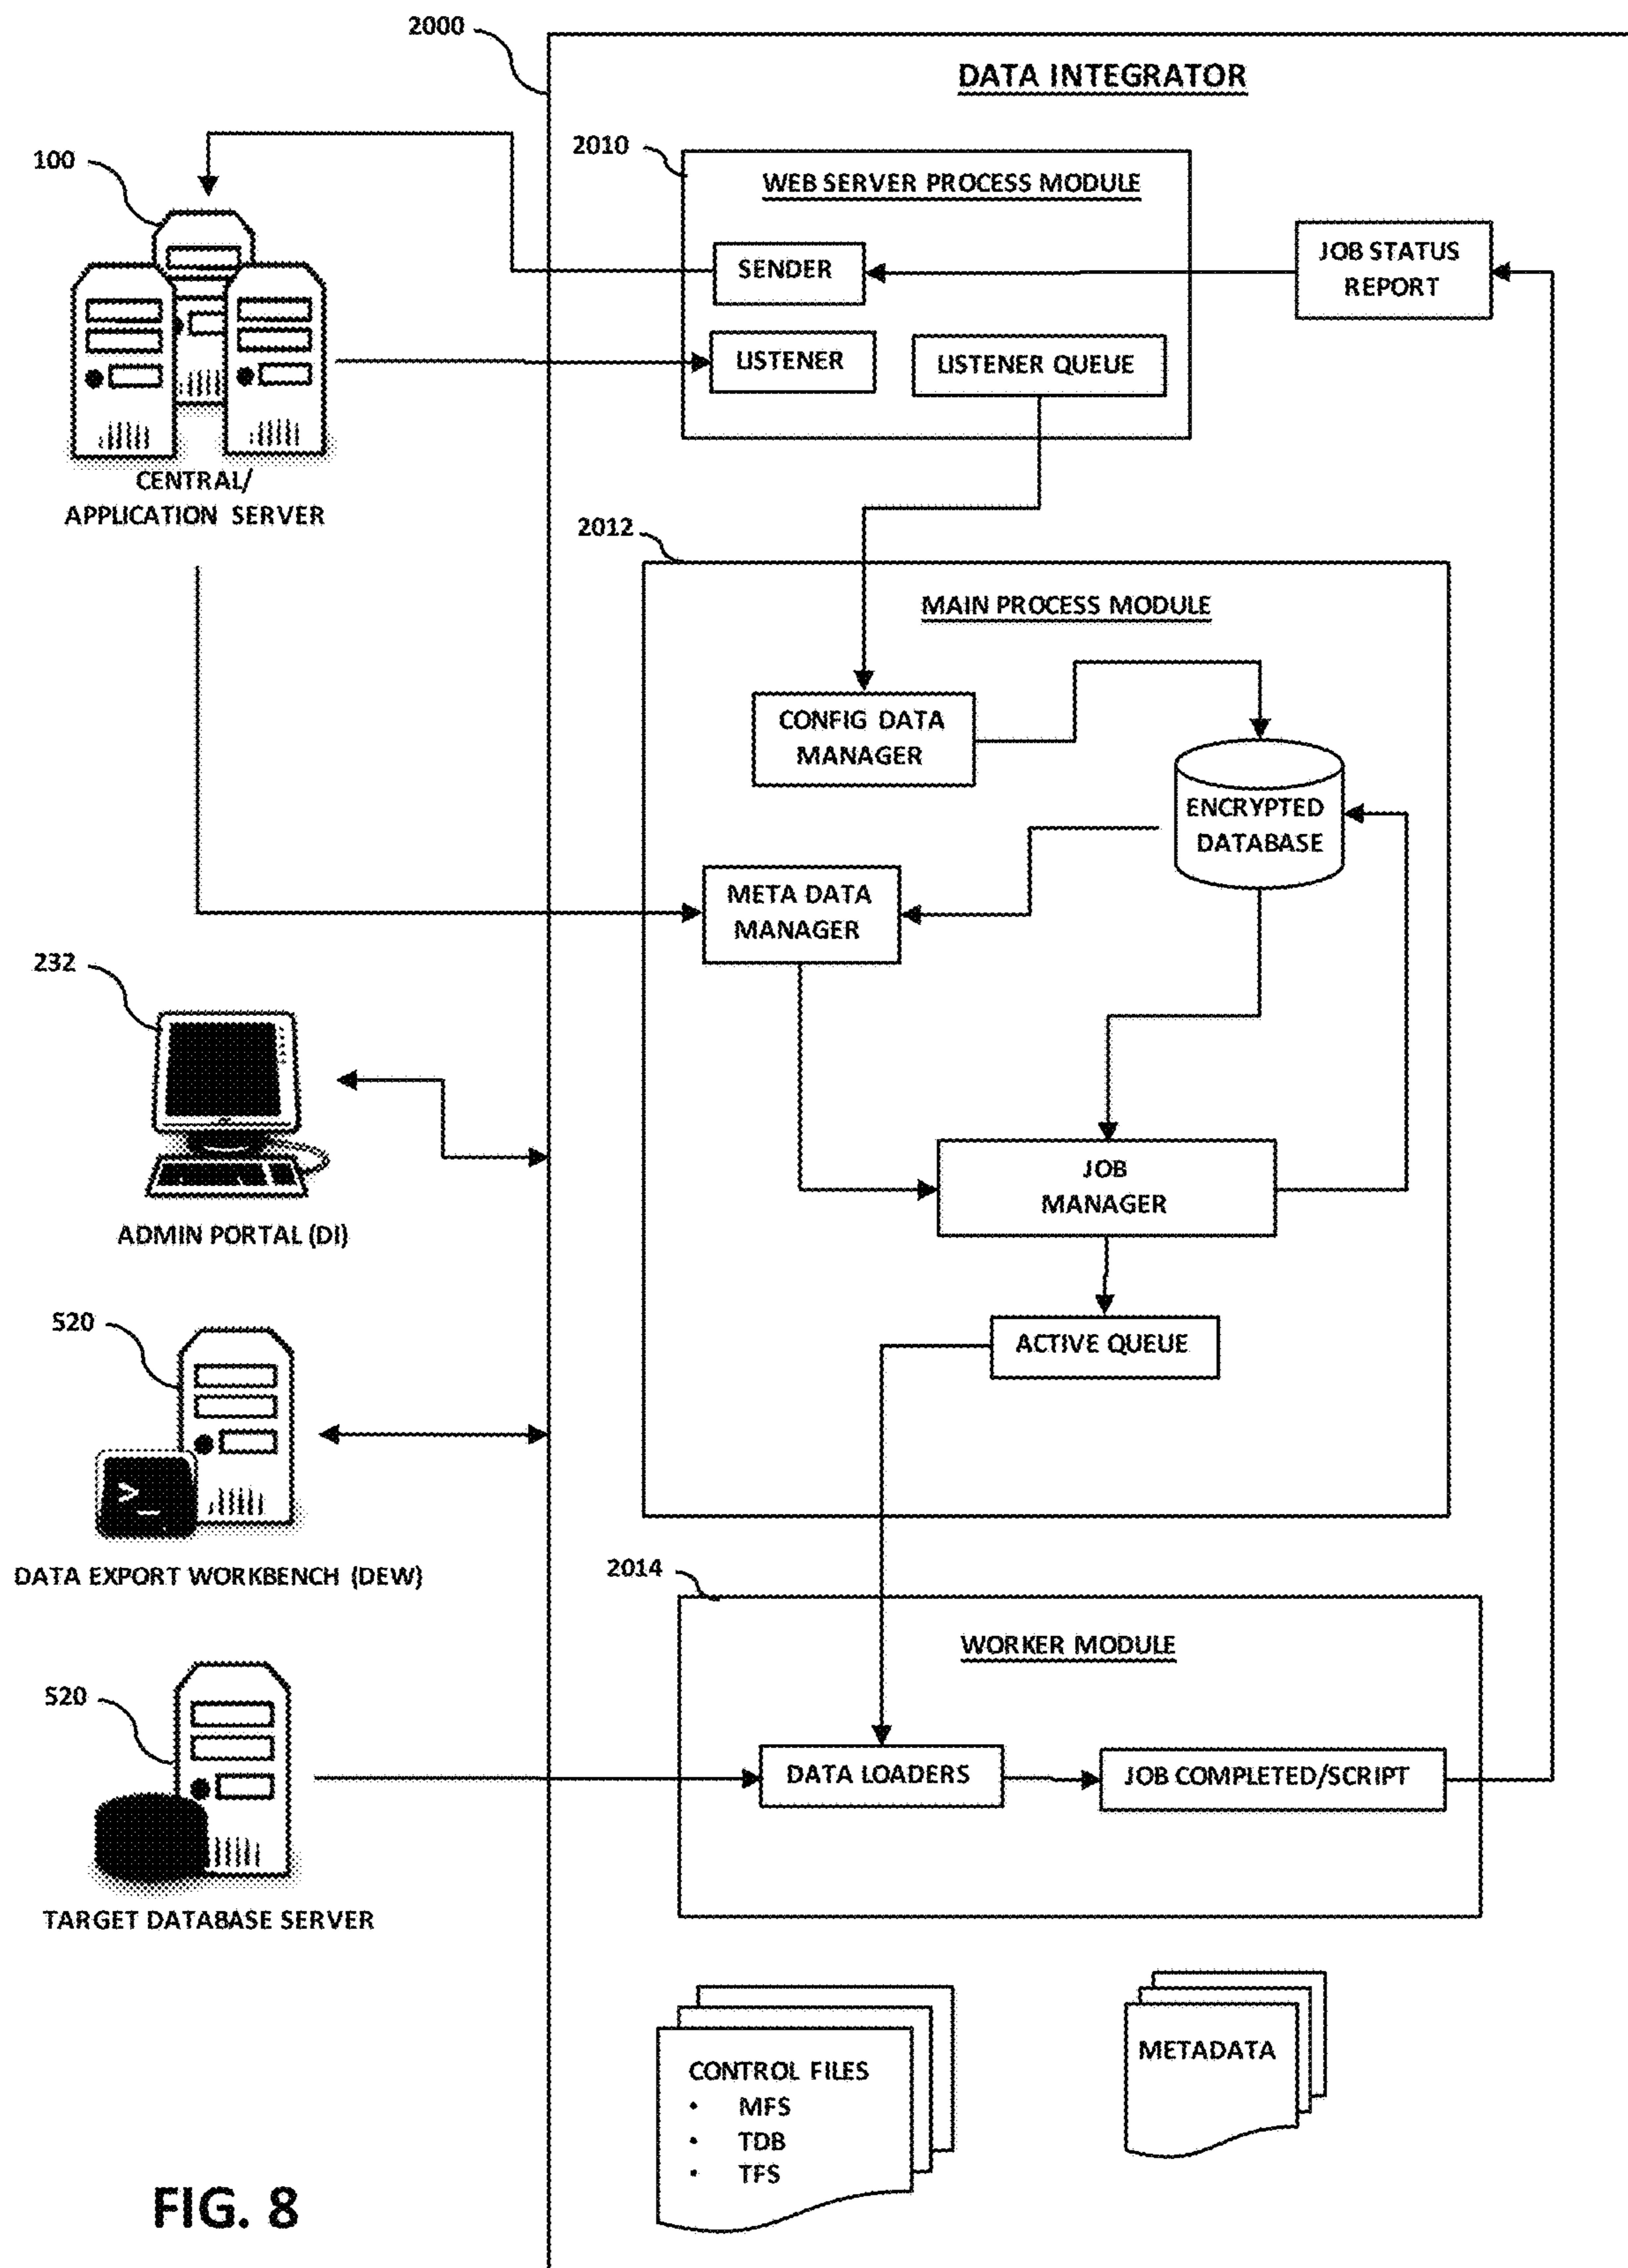 2000
DATA INTEGRATOR
2010
100
WEB SERVER PROCESS MODULE
SENDER
JOB STATUS
REPORT
LISTENER
LISTENER QUEUE
CENTRAL/
APPLICATION SERVER
2012
MAIN PROCESS MODULE
CONFIG DATA
MANAGER
ENCRYPTED
DATABASE
META DATA
MANAGER
232
JOB
MANAGER
ADMIN PORTAL (DI)
520
ACTIVE QUEUE
DATA EXPORT WORKBENCH (DEW)
2014
WORKER MODULE
520
DATA LOADERS
JOB COMPLETED/SCRIPT
TARGET DATABASE SERVER
METADATA
CONTROL FILES
• MFS
• TDB
• TFS
FIG. 8